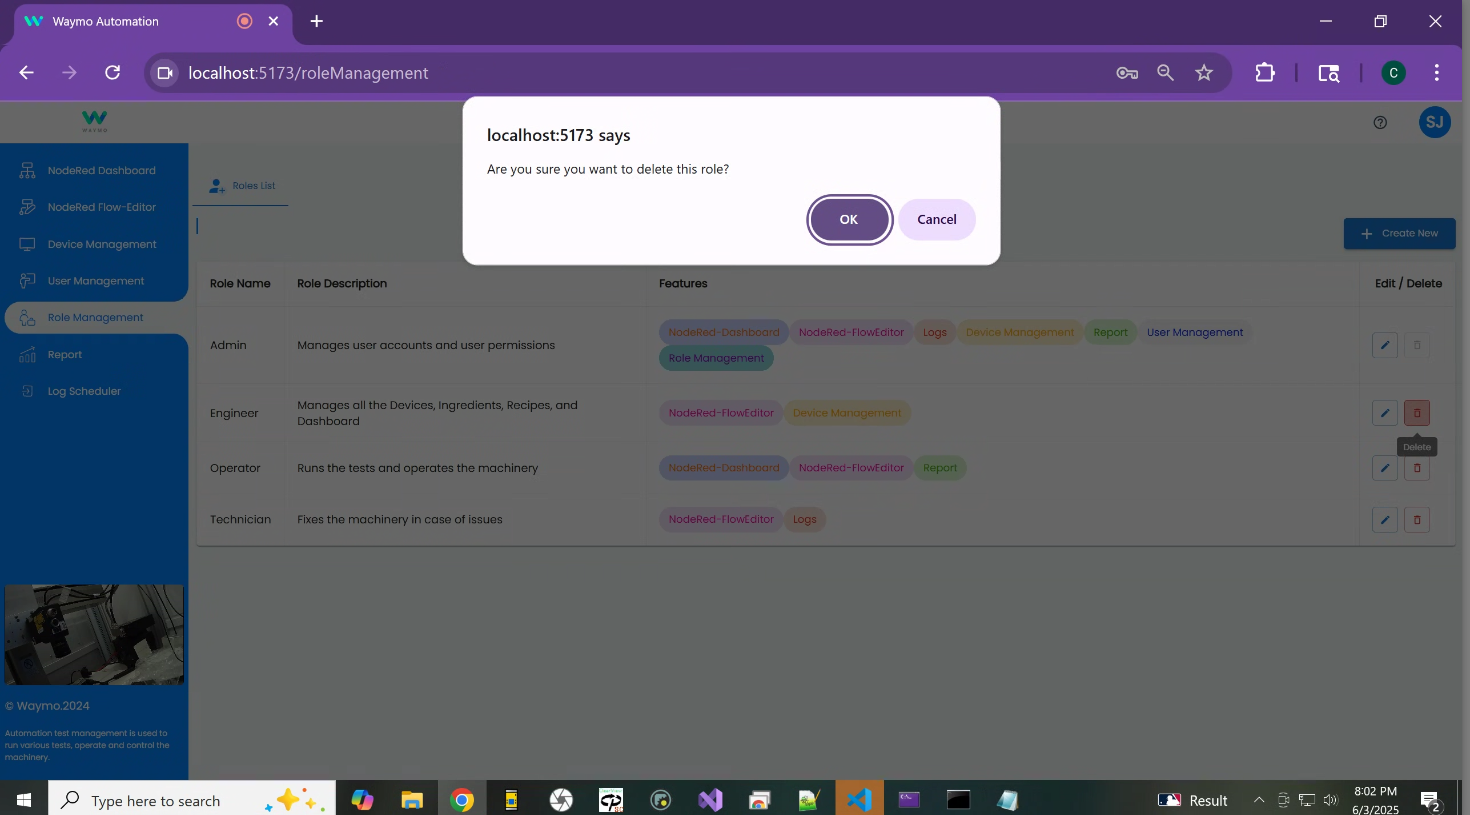 Waymo Automation
localhost:5173/roleManagement
C
WAYMO
SJ
localhost:5173 says
Are you sure you want to delete this role?
OK
Cancel
NodeRed Dashboard
NodeRed Flow-Editor
Device Management
User Management
Role Management
Report
Log Scheduler
Roles List
Create New
Role Name Role Description Features Edit / Delete
Admin Manages user accounts and user permissions NodeRed-Dashboard NodeRed-FlowEditor Logs Device Management Report User Management
Role Management
Engineer Manages all the Devices, Ingredients, Recipes, and
Dashboard NodeRed-FlowEditor Device Management
Delete
Operator Runs the tests and operates the machinery NodeRed-Dashboard NodeRed-FlowEditor Report
Technician Fixes the machinery in case of issues NodeRed-FlowEditor Logs
© Waymo.2024
Automation test management is used to
run various tests, operate and control the
machinery.
Type here to search
Result
8:02 PM
6/3/2025
2